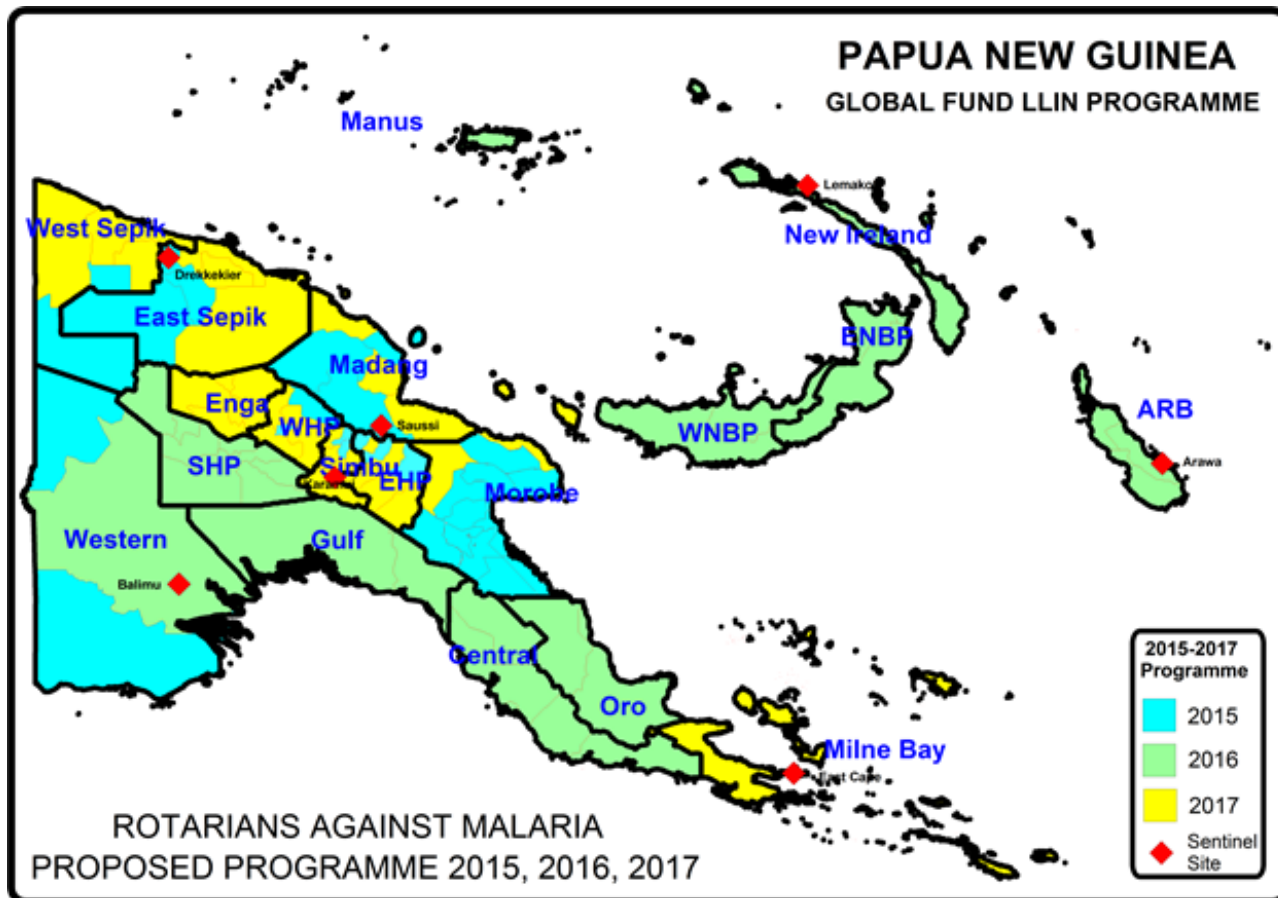 PAPUA NEW GUINEA
GLOBAL FUND LLIN PROGRAMME
Manus
Lemako
New Ireland
West Sepik
Drekkekier
East Sepik
ENBP
Madang
Enga
WHP
Saussi
WNBP
ARB
Arawa
SHP
Simbu
EHP
Morobe
Western
Gulf
Balimu
Central
Oro
Milne Bay
East Cape
2015-2017
Programme
2015
2016
2017
Sentinel
Site
ROTARIANS AGAINST MALARIA
PROPOSED PROGRAMME 2015, 2016, 2017